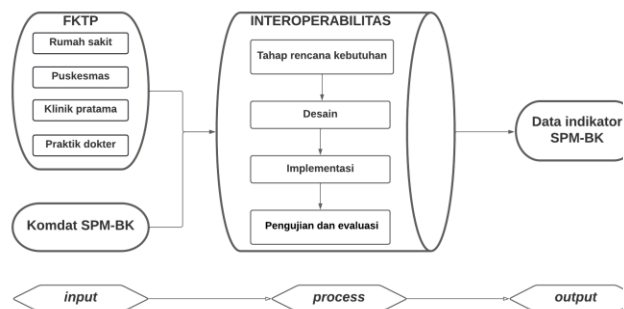 FKTP
Rumah sakit
Puskesmas
Klinik pratama
Praktik dokter
Komdat SPM-BK
INTEROPERABILITAS
Tahap rencana kebutuhan
Desain
Implementasi
Pengujian dan evaluasi
Data indikator
SPM-BK
input
process
output